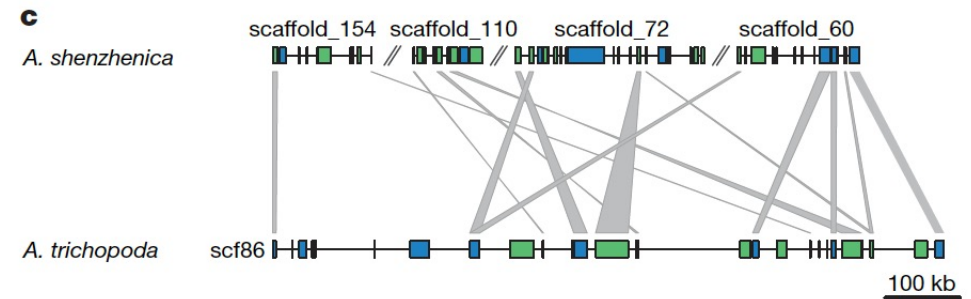 c
scaffold_154 scaffold_110 scaffold_72 scaffold_60
A. shenzhenica
A. trichopoda scf86
100 kb